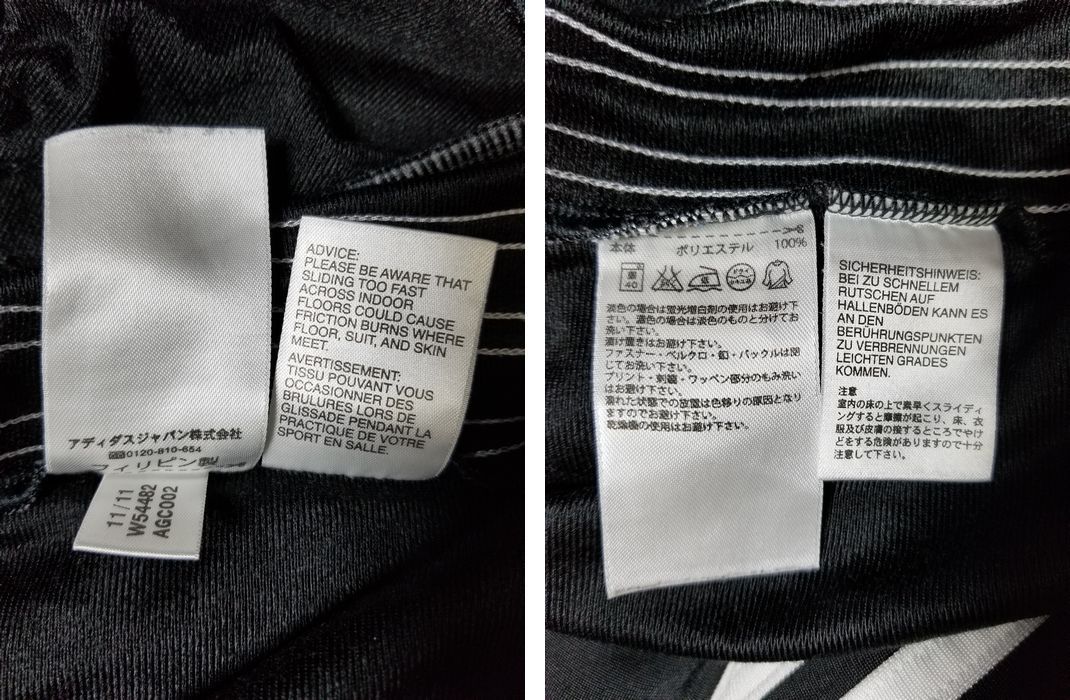 アディダスジャパン株式会社
0120-810-654
フィリピン製
11/11
W54482
AGC002
ADVICE:
PLEASE BE AWARE THAT
SLIDING TOO FAST
ACROSS INDOOR
FLOORS COULD CAUSE
FRICTION BURNS WHERE
FLOOR, SUIT, AND SKIN
MEET.
AVERTISSEMENT:
TISSU POUVANT VOUS
OCCASIONNER DES
BRULURES LORS DE
GLISSADE PENDANT LA
PRACTIQUE DE VOTRE
SPORT EN SALLE.
本体 ポリエステル 100%
弱 40 ドライ セキユ系
淡色の場合は蛍光増白剤の使用はお避け下
さい。濃色の場合は淡色のものと分けてお
洗い下さい。
漬け置きはお避け下さい。
ファスナー・ベルクロ・釦・バックルは閉
じてお洗い下さい。
プリント・刺繍・ワッペン部分のもみ洗い
はお避け下さい。
濡れた状態での放置は色移りの原因となり
ますのでお避け下さい。
乾燥機の使用はお避け下さい。
SICHERHEITSHINWEIS:
BEI ZU SCHNELLEM
RUTSCHEN AUF
HALLENBÖDEN KANN ES
AN DEN
BERÜHRUNGSPUNKTEN
ZU VERBRENNUNGEN
LEICHTEN GRADES
KOMMEN.
注意
室内の床の上で素早くスライディ
ングすると摩擦が起こり、床、衣
服及び皮膚の接するところでやけ
どをする危険がありますので十分
注意して下さい。